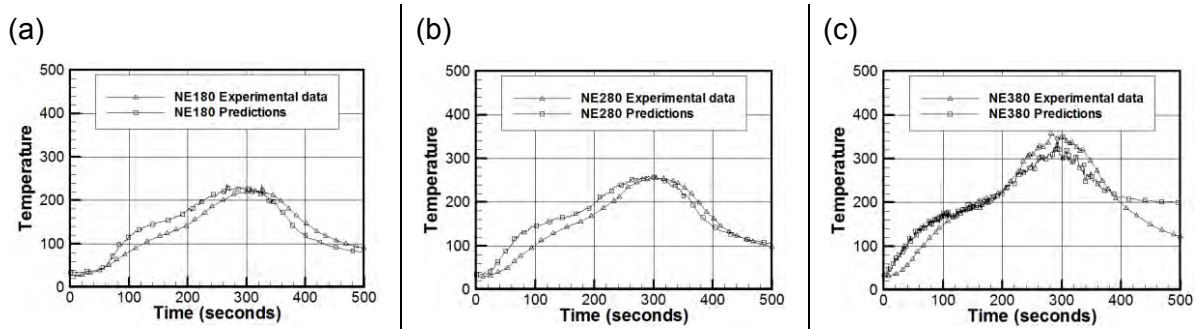 (a)
500
400
300
200
100
0
Temperature
NE180 Experimental data
NE180 Predictions
0 100 200 300 400 500
Time (seconds)
(b)
500
400
300
200
100
0
Temperature
NE280 Experimental data
NE280 Predictions
0 100 200 300 400 500
Time (seconds)
(c)
500
400
300
200
100
0
Temperature
NE380 Experimental data
NE380 Predictions
0 100 200 300 400 500
Time (seconds)